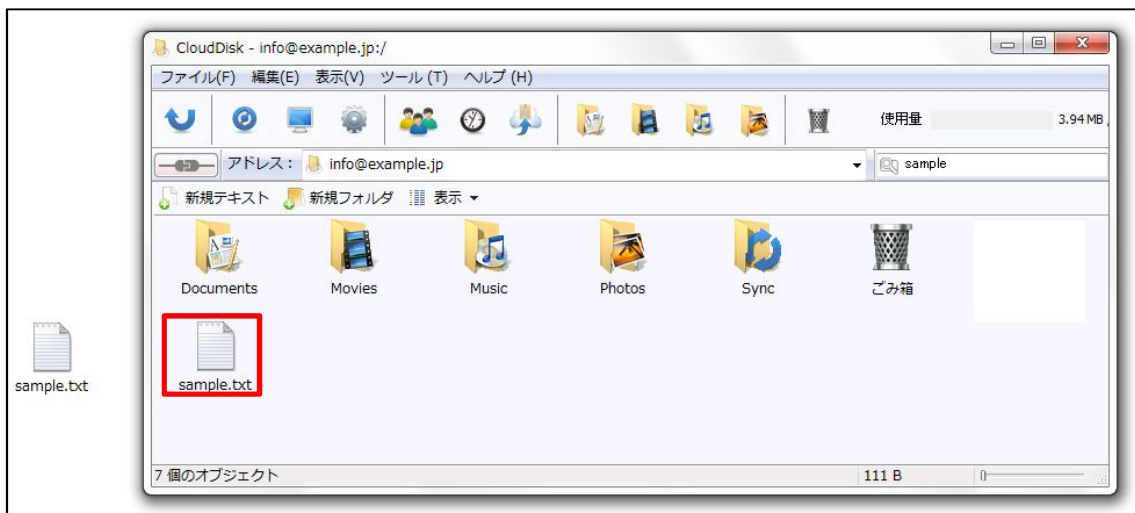 CloudDisk - info@example.jp:/
ファイル(F) 編集(E) 表示(V) ツール (T) ヘルプ (H)
使用量 3.94 MB
アドレス： info@example.jp sample
新規テキスト 新規フォルダ 表示
Documents Movies Music Photos Sync ごみ箱
sample.txt sample.txt
7 個のオブジェクト 111 B